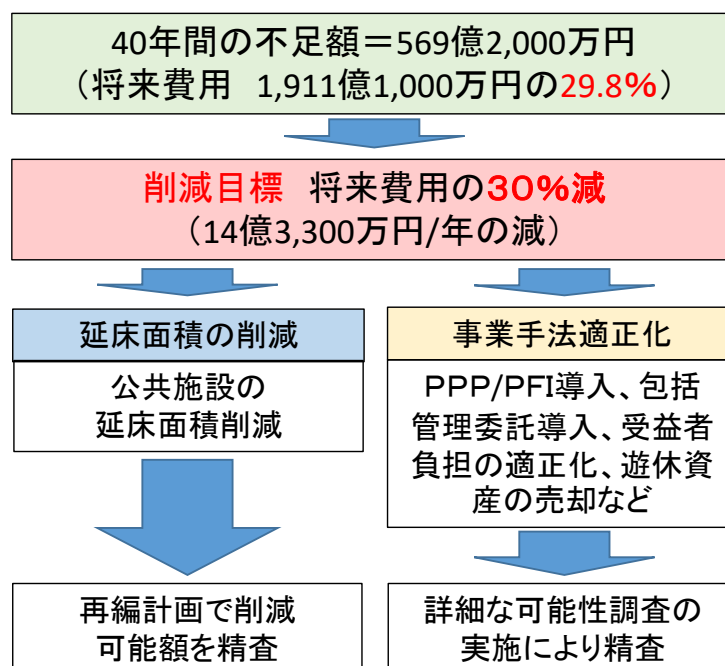 40年間の不足額＝569億2,000万円
（将来費用　1,911億1,000万円の29.8％）
削減目標　将来費用の30％減
（14億3,300万円/年の減）
延床面積の削減
公共施設の
延床面積削減
再編計画で削減
可能額を精査
事業手法適正化
PPP/PFI導入、包括
管理委託導入、受益者
負担の適正化、遊休資
産の売却など
詳細な可能性調査の
実施により精査